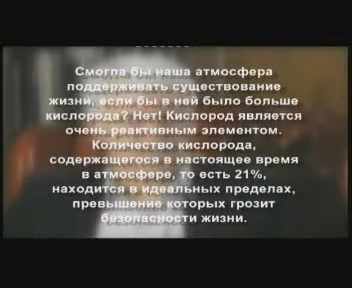 Смогла бы наша атмосфера
поддерживать существование
жизни, если бы в ней было больше
кислорода? Нет! Кислород является
очень реактивным элементом.
Количество кислорода,
содержащегося в настоящее время
в атмосфере, то есть 21%,
находится в идеальных пределах,
превышение которых грозит
безопасности жизни.